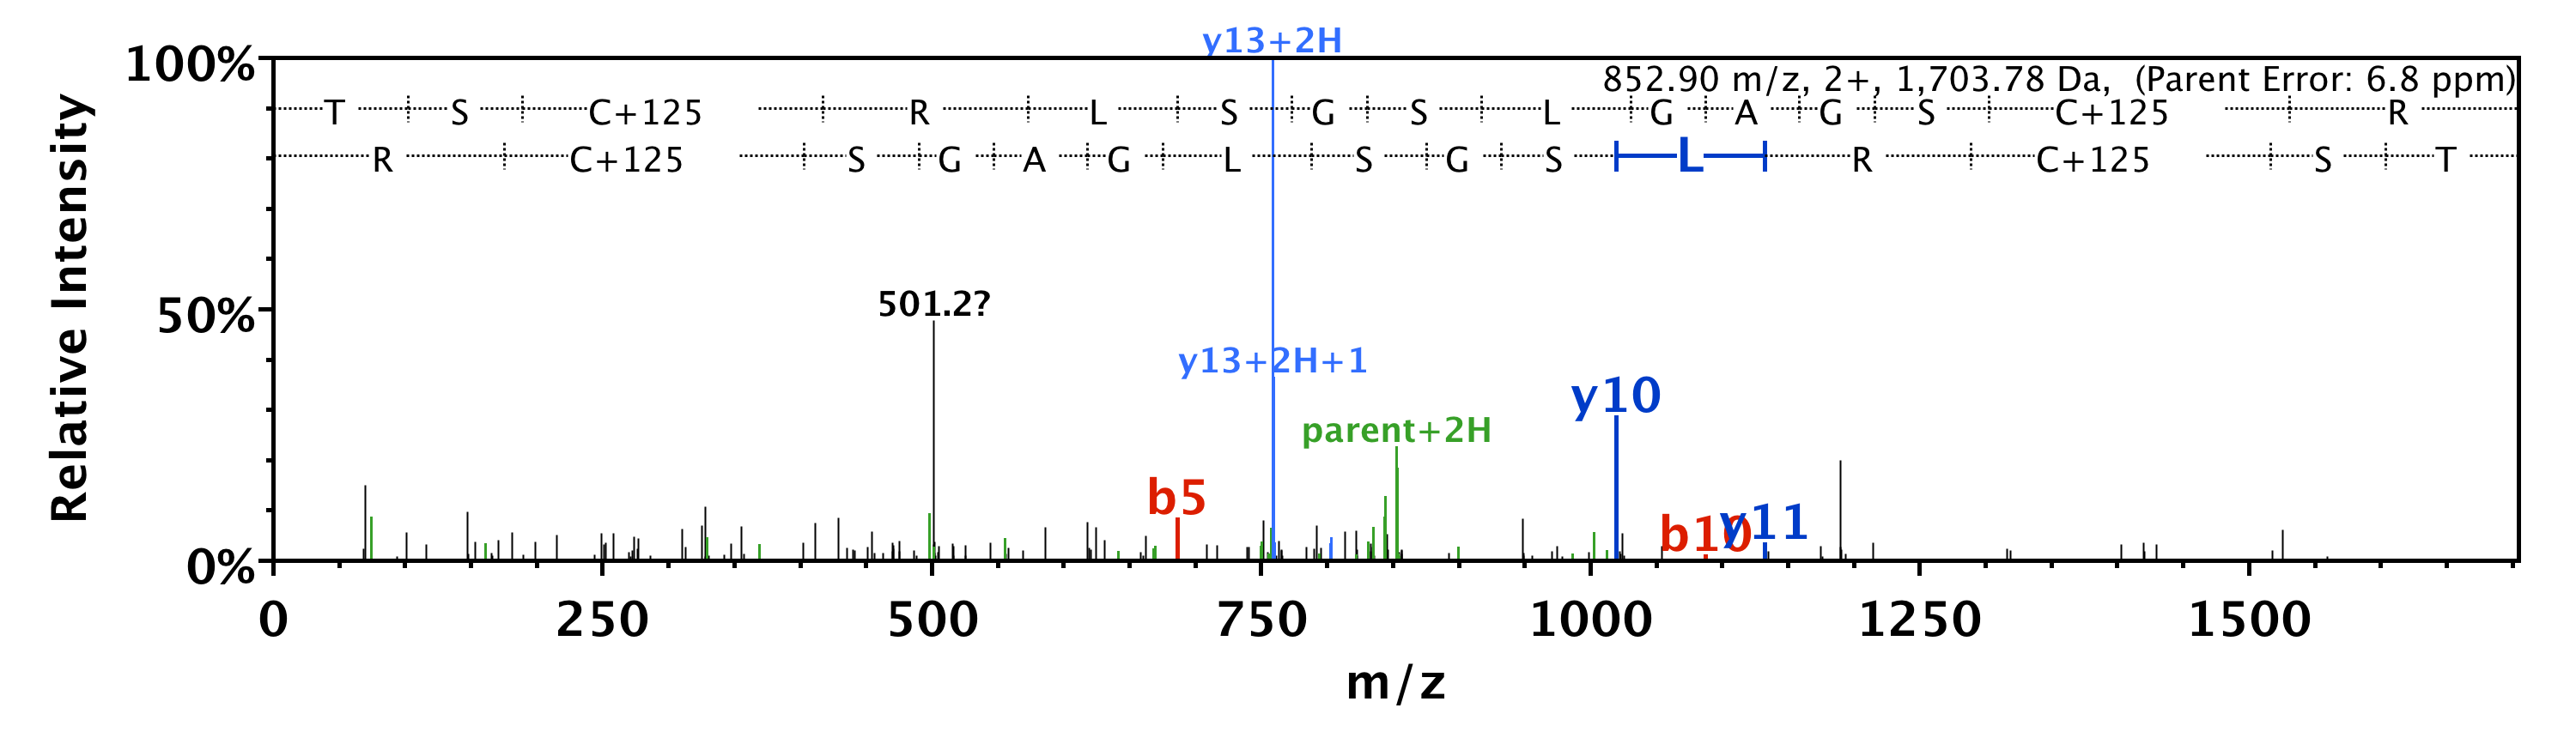 y13+2H
100%
852.90 m/z, 2+, 1,703.78 Da, (Parent Error: 6.8 ppm)
T S C+125 R L S G S L G A G S C+125 R
R C+125 S G A G L S G S L R C+125 S T
Relative Intensity
50%
501.2?
y13+2H+1
y10
parent+2H
b5
b10
y11
0%
0 250 500 750 1000 1250 1500
m/z